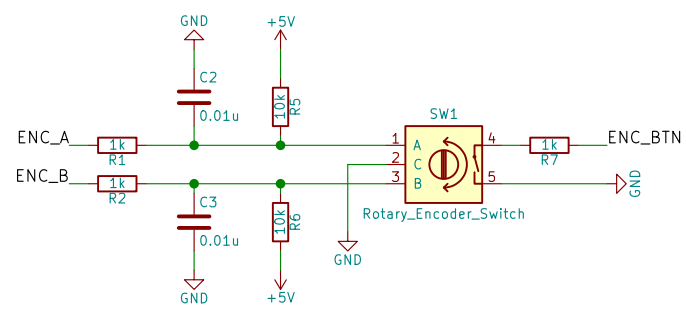 GND
+5V
C2
0.01u
10k
R5
SW1
ENC_A
1k
R1
1
A
4
1k
R7
ENC_BTN
2
C
ENC_B
1k
R2
3
B
5
GND
C3
0.01u
10k
R6
Rotary_Encoder_Switch
GND
GND
+5V